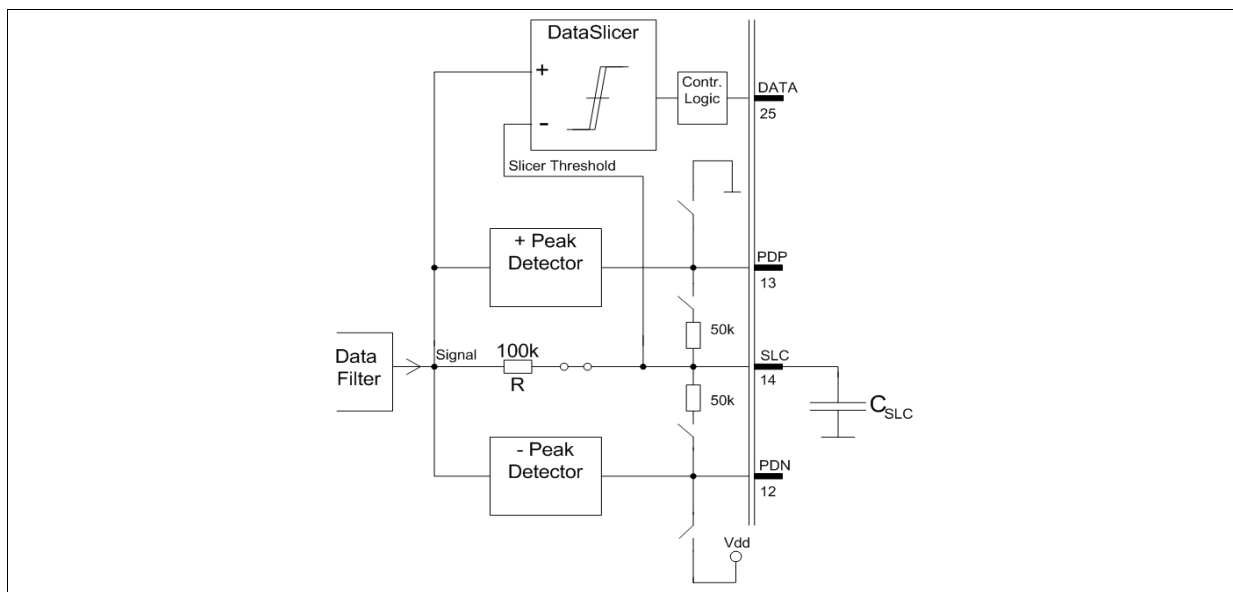 DataSlicer
+
-
Contr.
Logic
DATA
25
Slicer Threshold
+ Peak
Detector
PDP
13
50k
Data
Filter
Signal
100k
R
SLC
14
50k
CSLC
- Peak
Detector
PDN
12
Vdd